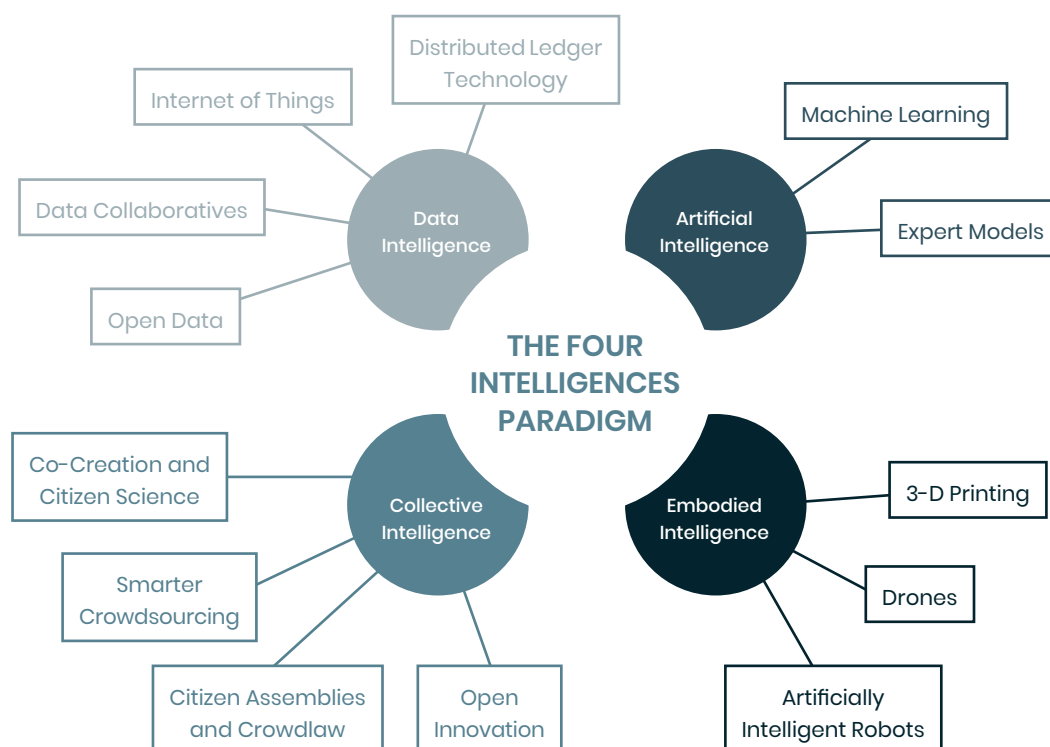 Distributed Ledger
Technology
Internet of Things
Data Collaboratives
Open Data
Data
Intelligence
Machine Learning
Expert Models
Artificial
Intelligence
THE FOUR
INTELLIGENCES
PARADIGM
Co-Creation and
Citizen Science
Smarter
Crowdsourcing
Citizen Assemblies
and Crowdlaw
Open
Innovation
Collective
Intelligence
Embodied
Intelligence
3-D Printing
Drones
Artificially
Intelligent Robots